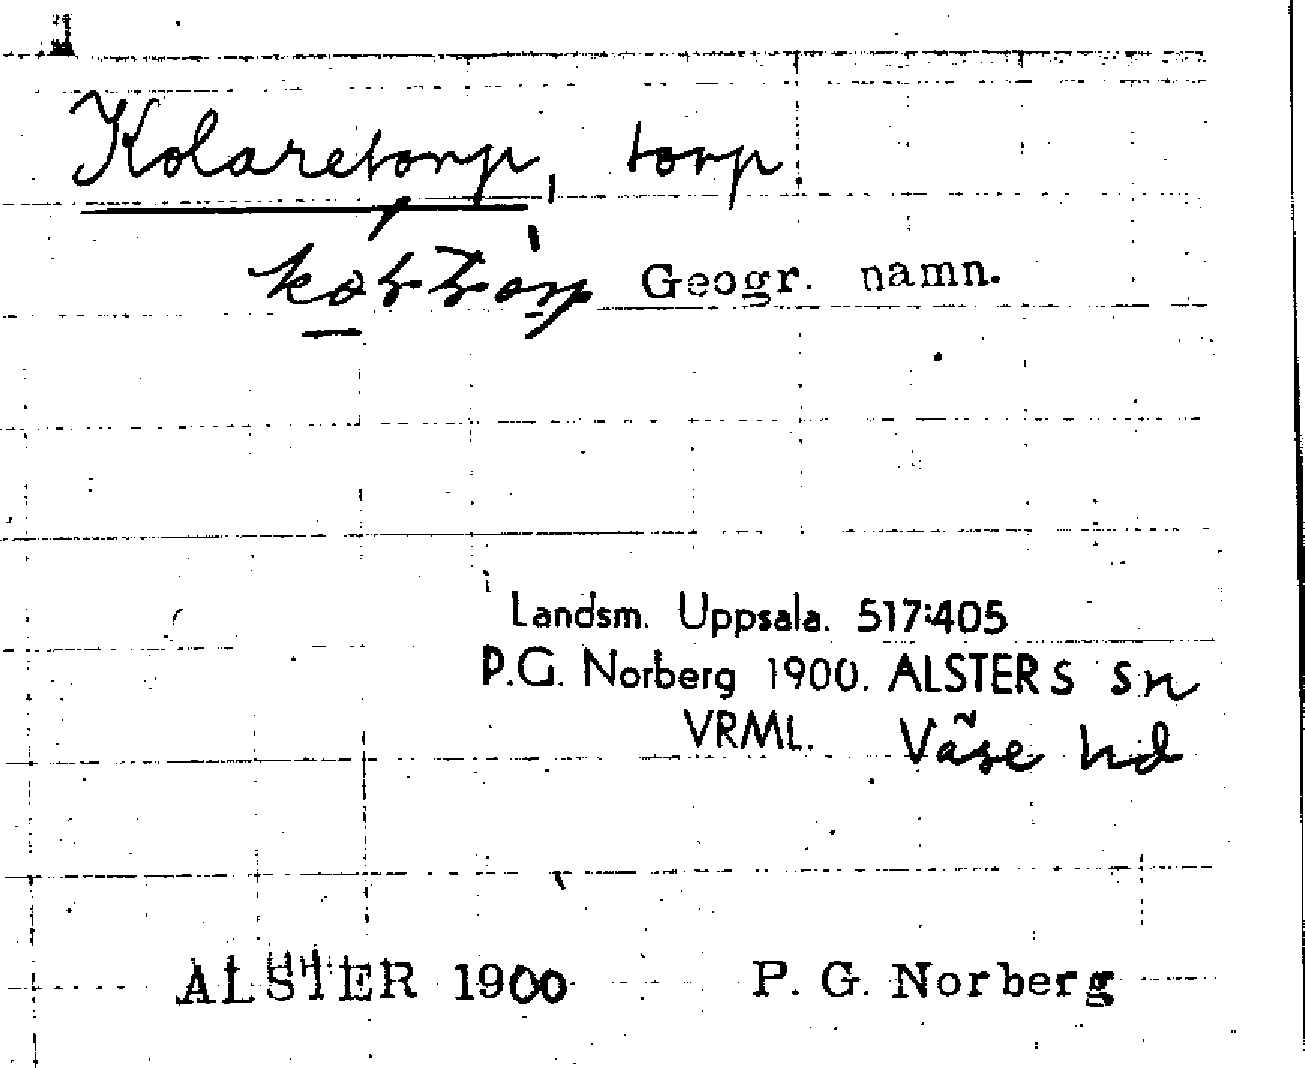 Kolaretorp, torp
Geogr. namn.
Landsm. Uppsala. 517:405
P.G. Norberg 1900. ALSTERS sn
VRML. Väse hd
ALSTER 1900 P. G. Norberg